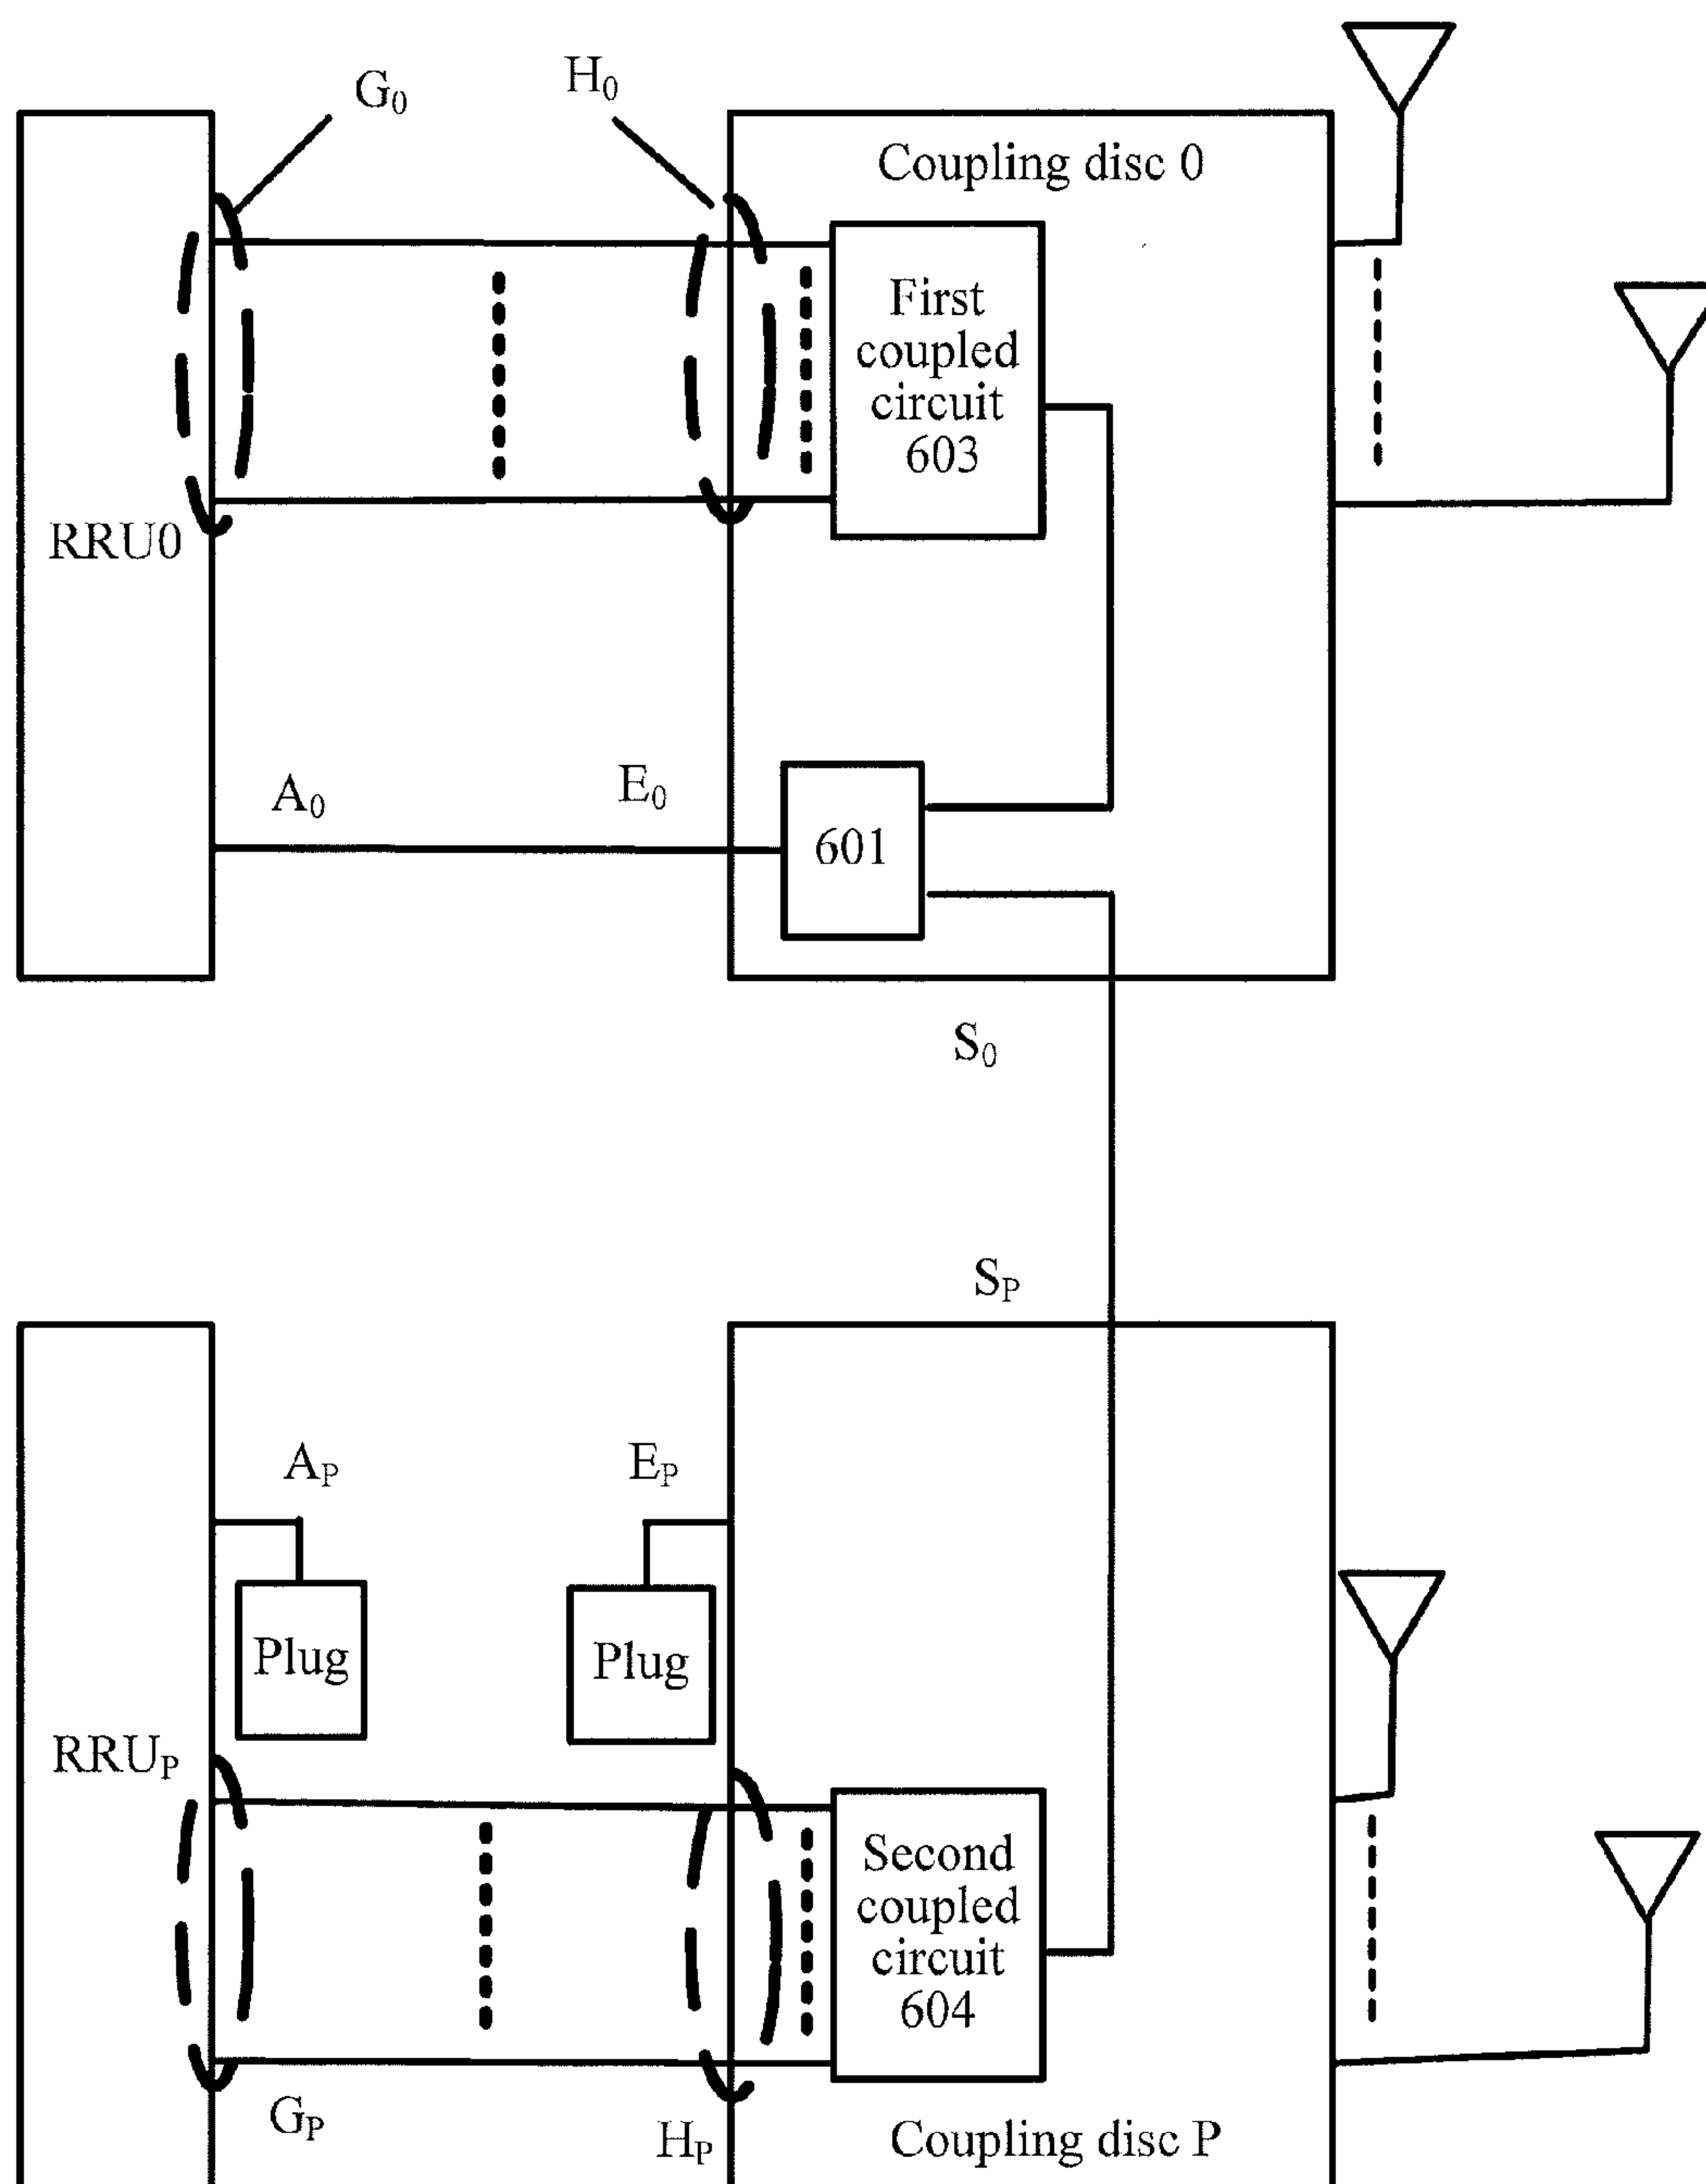 G₀
H₀
Coupling disc 0
First
coupled
circuit
603
RRU0
A₀
E₀
601
S₀
Sₚ
Aₚ
Eₚ
Plug
Plug
RRUₚ
Second
coupled
circuit
604
Gₚ
Hₚ
Coupling disc P